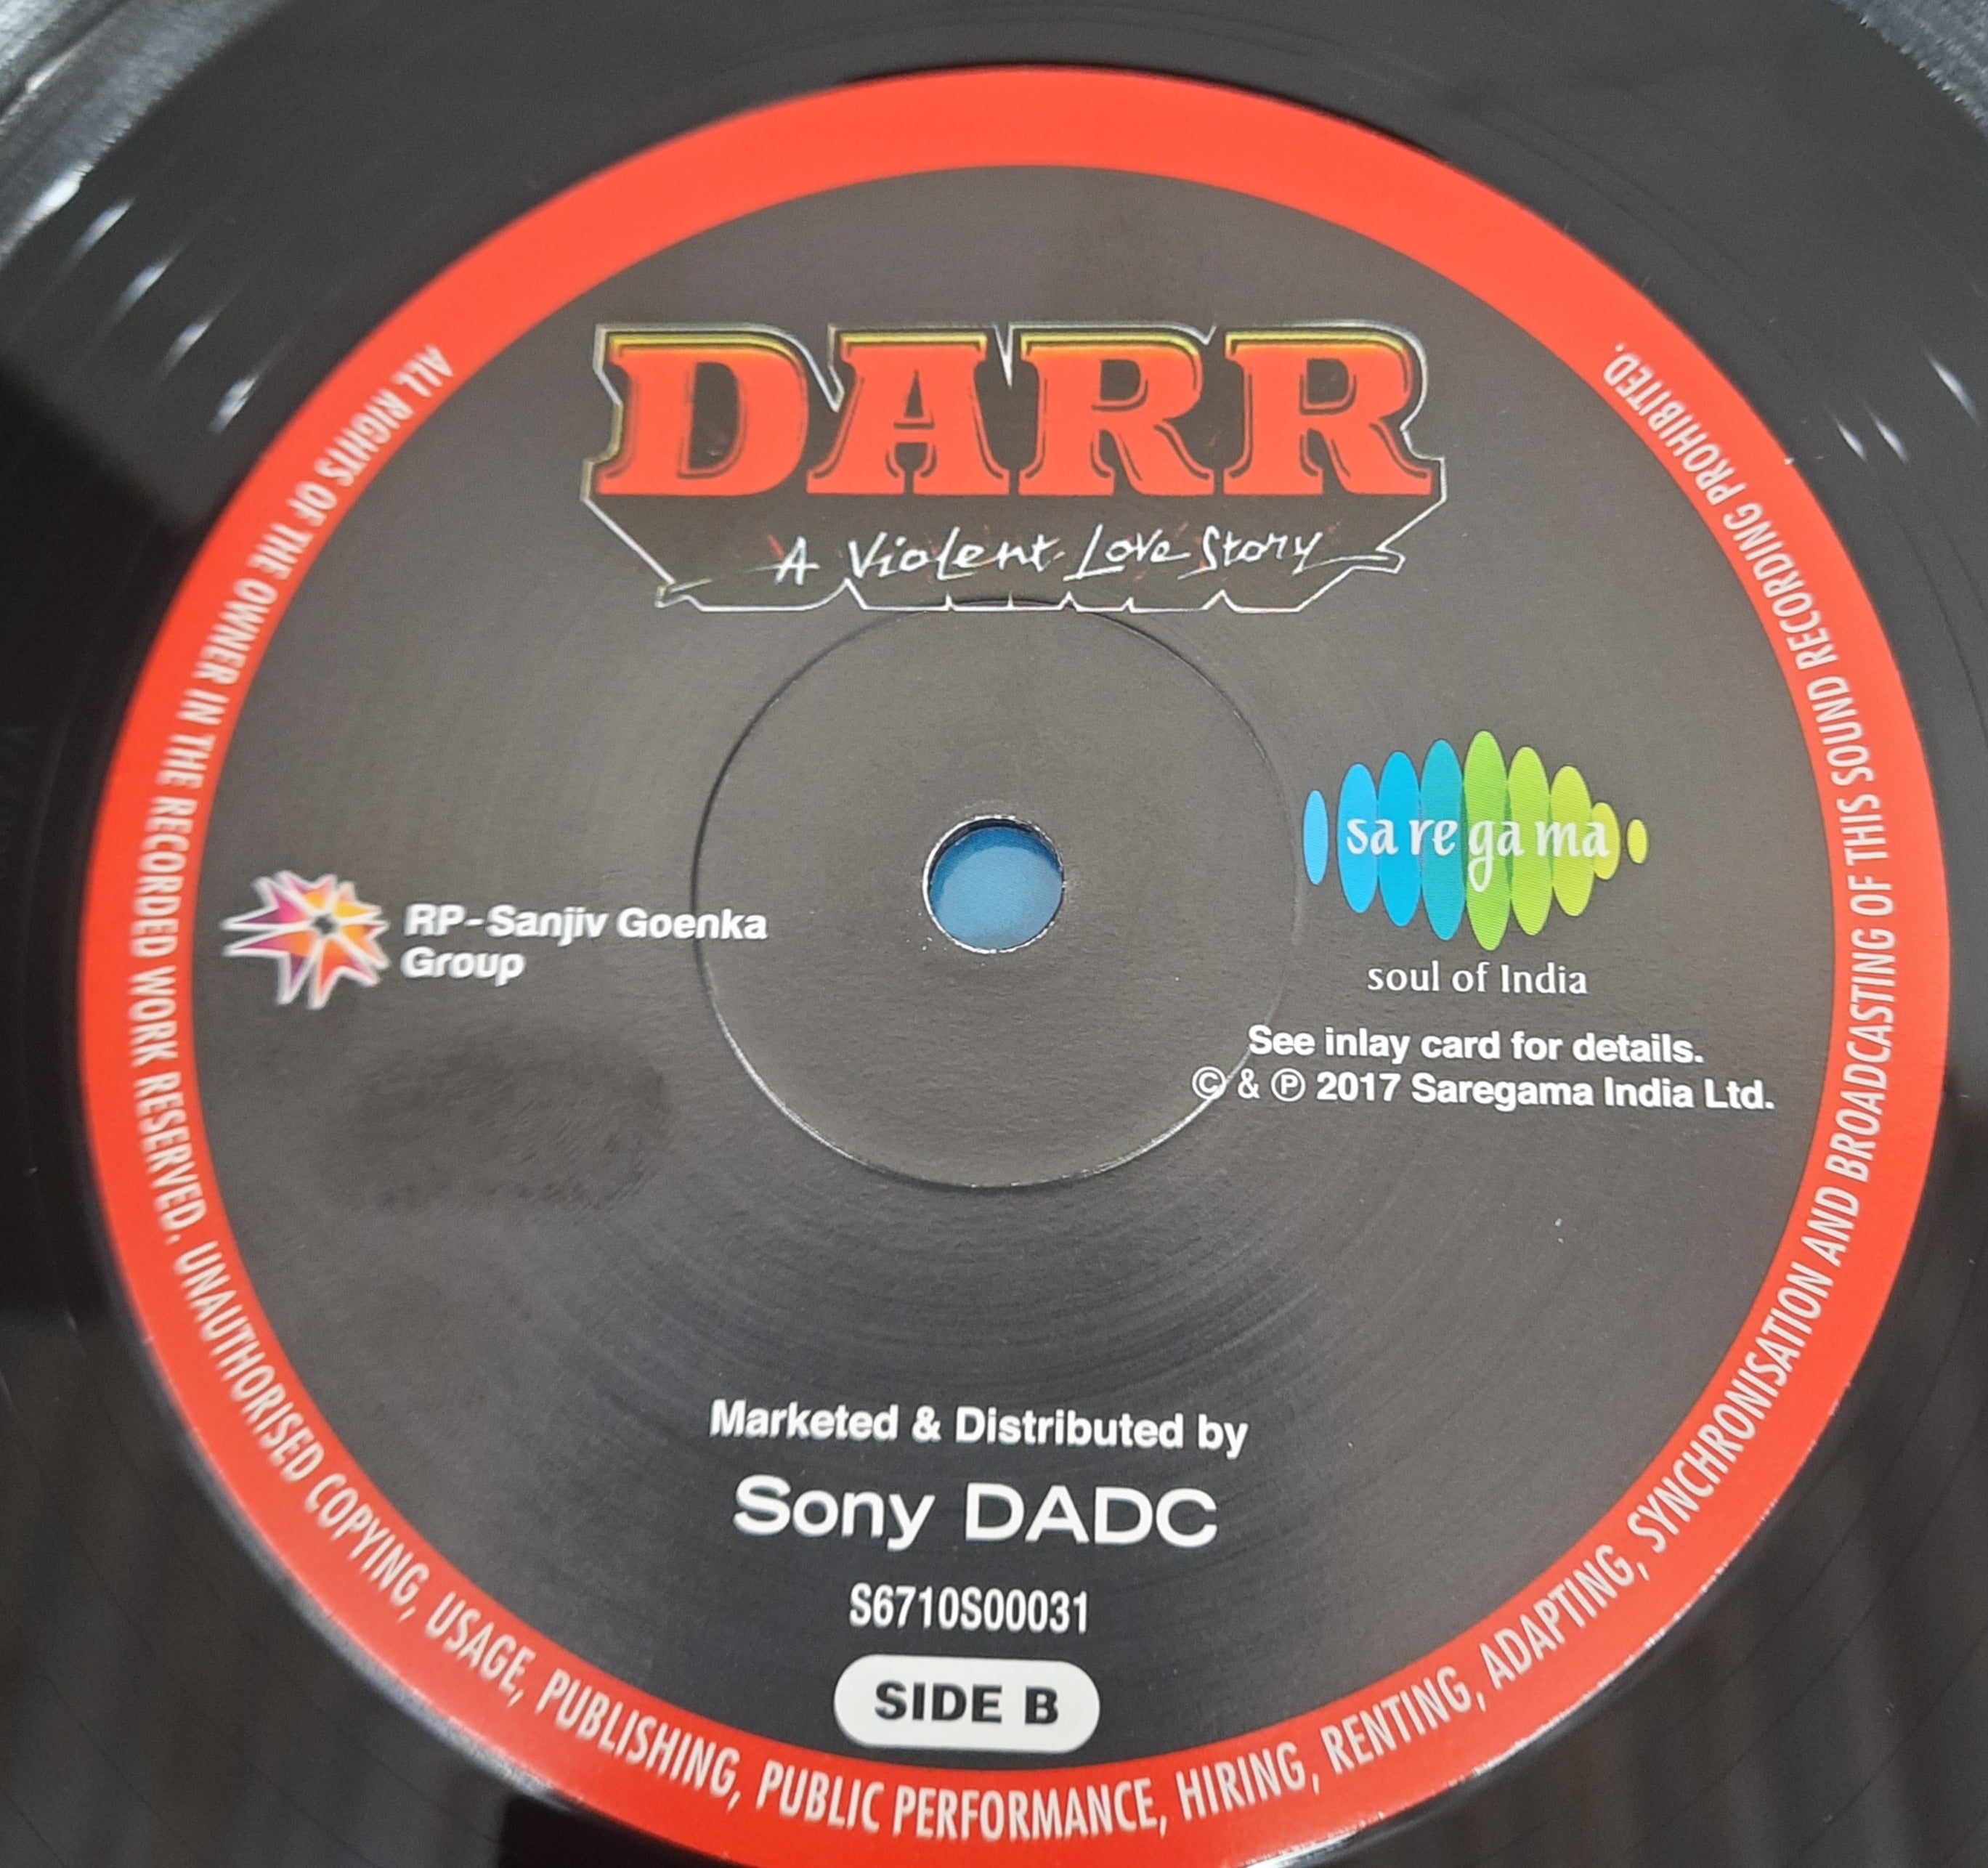 DARR
A Violent Love Story
sa re ga ma
soul of India
RP-Sanjiv Goenka
Group
See inlay card for details.
© & ℗ 2017 Saregama India Ltd.
Marketed & Distributed by
Sony DADC
S6710S00031
SIDE B
ALL RIGHTS OF THE OWNER IN THE RECORDED WORK RESERVED. UNAUTHORISED COPYING, USAGE, PUBLISHING, PUBLIC PERFORMANCE, HIRING, RENTING, ADAPTING, SYNCHRONISATION AND BROADCASTING OF THIS SOUND RECORDING PROHIBITED.